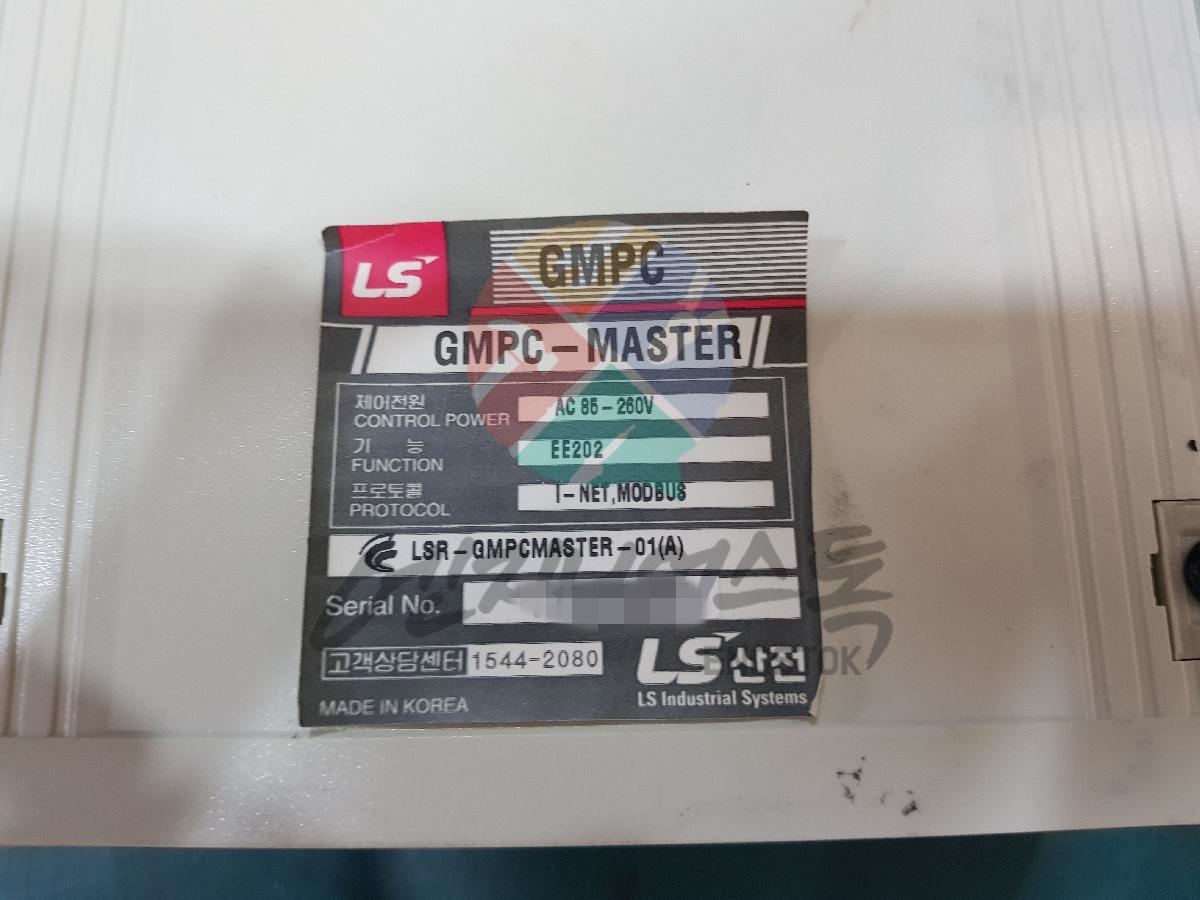 LS GMPC
GMPC-MASTER
제어전원
CONTROL POWER AC 85-260V
기 능
FUNCTION EE202
프로토콜
PROTOCOL I-NET,MODBUS
LSR-GMPCMASTER-01(A)
Serial No.
고객상담센터 1544-2080
LS산전
MADE IN KOREA
LS Industrial Systems